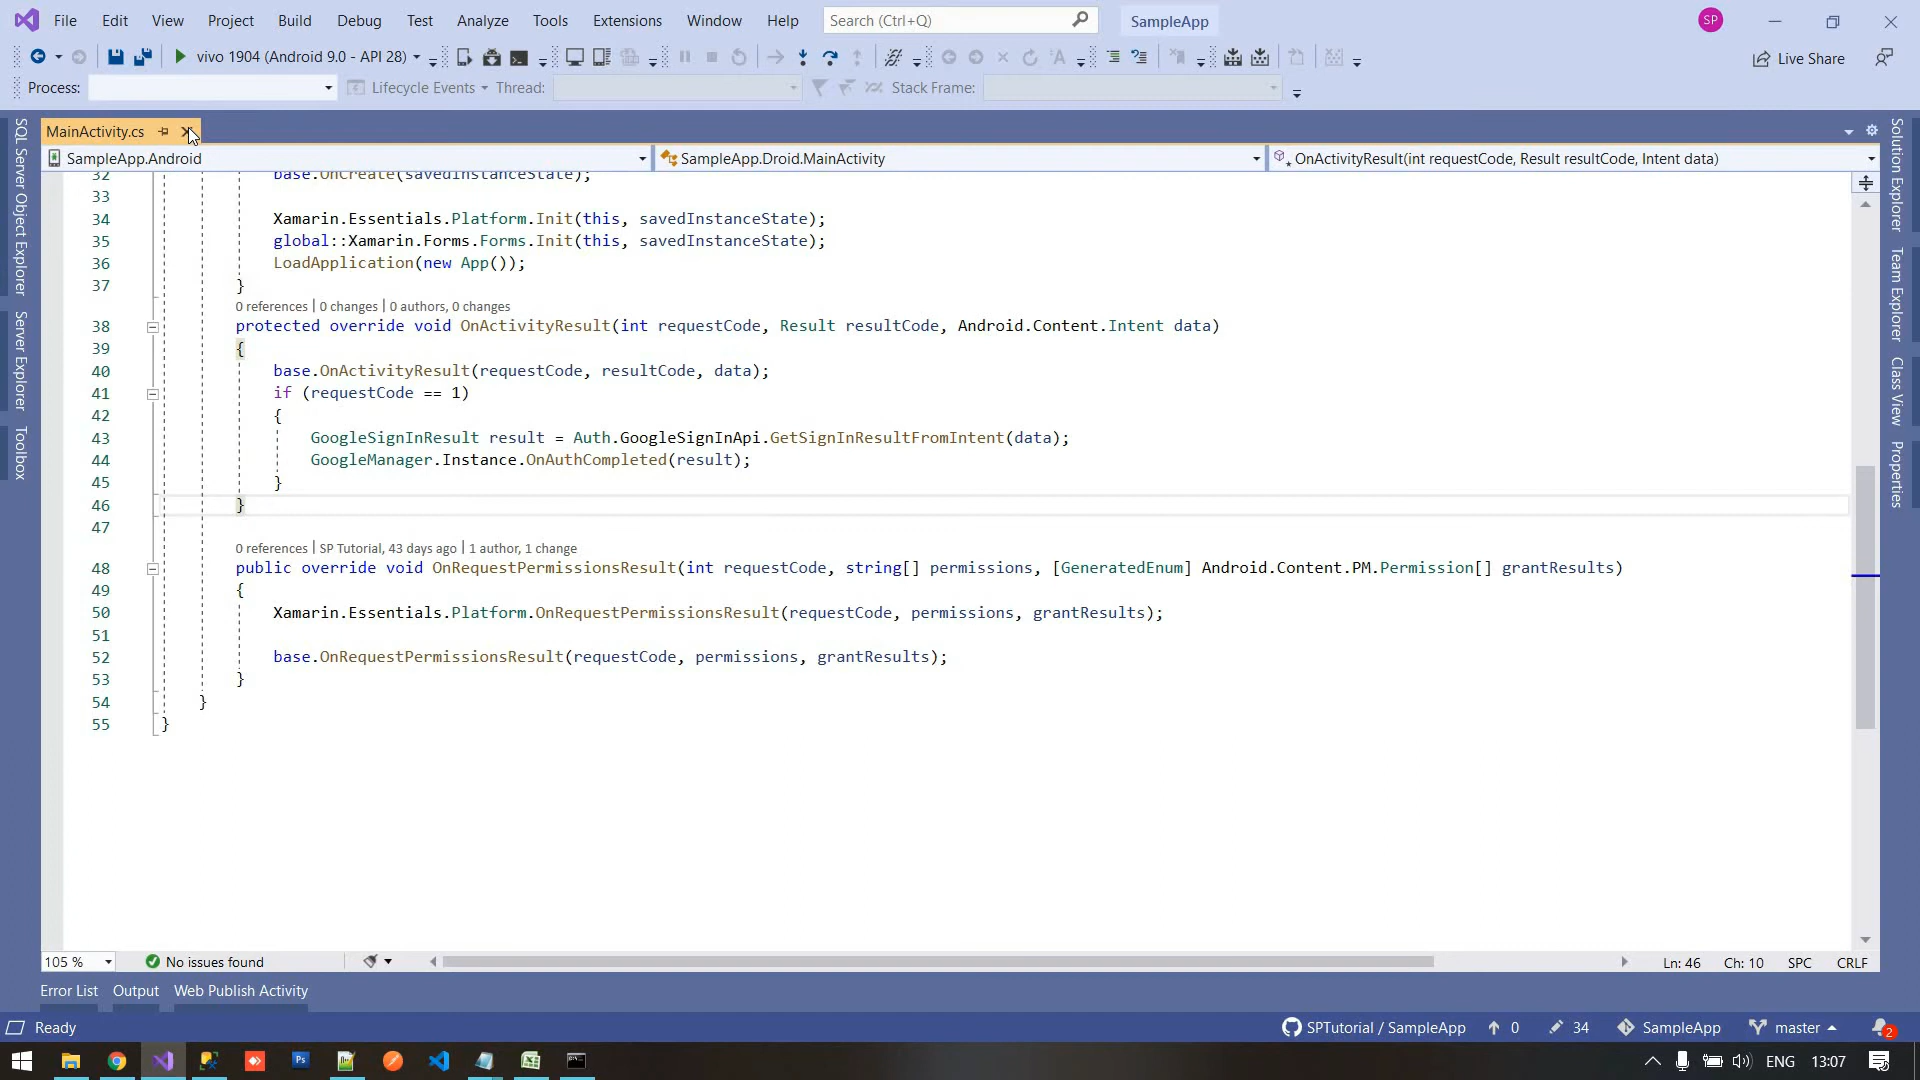 File Edit View Project Build Debug Test Analyze Tools Extensions Window Help Search (Ctrl+Q) SampleApp SP
vivo 1904 (Android 9.0 - API 28) Live Share
Process: Lifecycle Events Thread: Stack Frame:
MainActivity.cs
SampleApp.Android SampleApp.Droid.MainActivity OnActivityResult(int requestCode, Result resultCode, Intent data)
32 base.OnCreate(savedInstanceState);
33
34 Xamarin.Essentials.Platform.Init(this, savedInstanceState);
35 global::Xamarin.Forms.Forms.Init(this, savedInstanceState);
36 LoadApplication(new App());
37 }
0 references | 0 changes | 0 authors, 0 changes
38 protected override void OnActivityResult(int requestCode, Result resultCode, Android.Content.Intent data)
39 {
40 base.OnActivityResult(requestCode, resultCode, data);
41 if (requestCode == 1)
42 {
43 GoogleSignInResult result = Auth.GoogleSignInApi.GetSignInResultFromIntent(data);
44 GoogleManager.Instance.OnAuthCompleted(result);
45 }
46 }
47
0 references | SP Tutorial, 43 days ago | 1 author, 1 change
48 public override void OnRequestPermissionsResult(int requestCode, string[] permissions, [GeneratedEnum] Android.Content.PM.Permission[] grantResults)
49 {
50 Xamarin.Essentials.Platform.OnRequestPermissionsResult(requestCode, permissions, grantResults);
51
52 base.OnRequestPermissionsResult(requestCode, permissions, grantResults);
53 }
54 }
55 }
SQL Server Object Explorer
Server Explorer
Toolbox
Solution Explorer
Team Explorer
Class View
Properties
105 % No issues found Ln: 46 Ch: 10 SPC CRLF
Error List Output Web Publish Activity
Ready SPTutorial / SampleApp 0 34 SampleApp master 2
Ps ENG 13:07